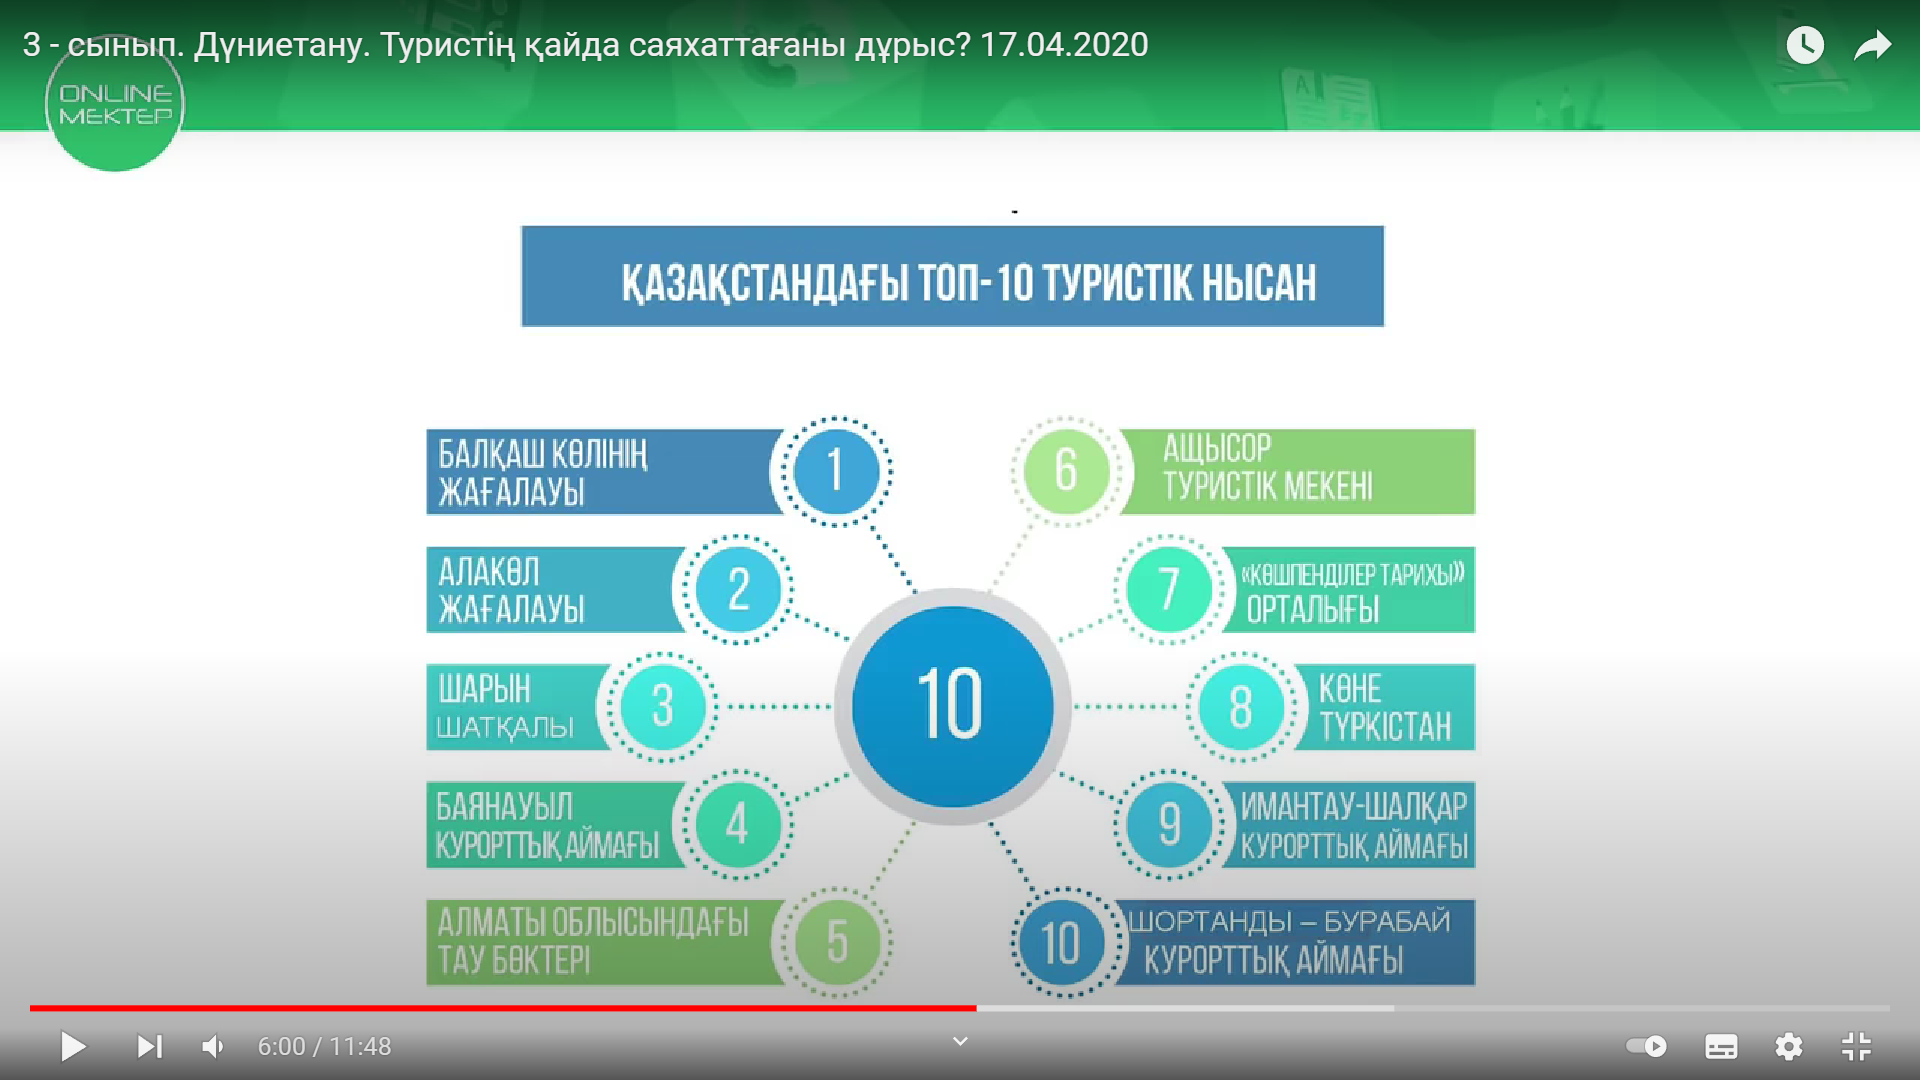 3 - сынып. Дүниетану. Туристің қайда саяхаттағаны дұрыс? 17.04.2020
ONLINE
МЕКТЕР
ҚАЗАҚСТАНДАҒЫ ТОП-10 ТУРИСТІК НЫСАН
БАЛҚАШ КӨЛІНІҢ
ЖАҒАЛАУЫ
1
АЛАКӨЛ
ЖАҒАЛАУЫ
2
ШАРЫН
ШАТҚАЛЫ
3
БАЯНАУЫЛ
КУРОРТТЫҚ АЙМАҒЫ
4
АЛМАТЫ ОБЛЫСЫНДАҒЫ
ТАУ БӨКТЕРІ
5
10
6
АЩЫСОР
ТУРИСТІК МЕКЕНІ
7
«КӨШПЕНДІЛЕР ТАРИХЫ»
ОРТАЛЫҒЫ
8
КӨНЕ
ТҮРКІСТАН
9
ИМАНТАУ-ШАЛҚАР
КУРОРТТЫҚ АЙМАҒЫ
10
ШОРТАНДЫ – БУРАБАЙ
КУРОРТТЫҚ АЙМАҒЫ
6:00 / 11:48